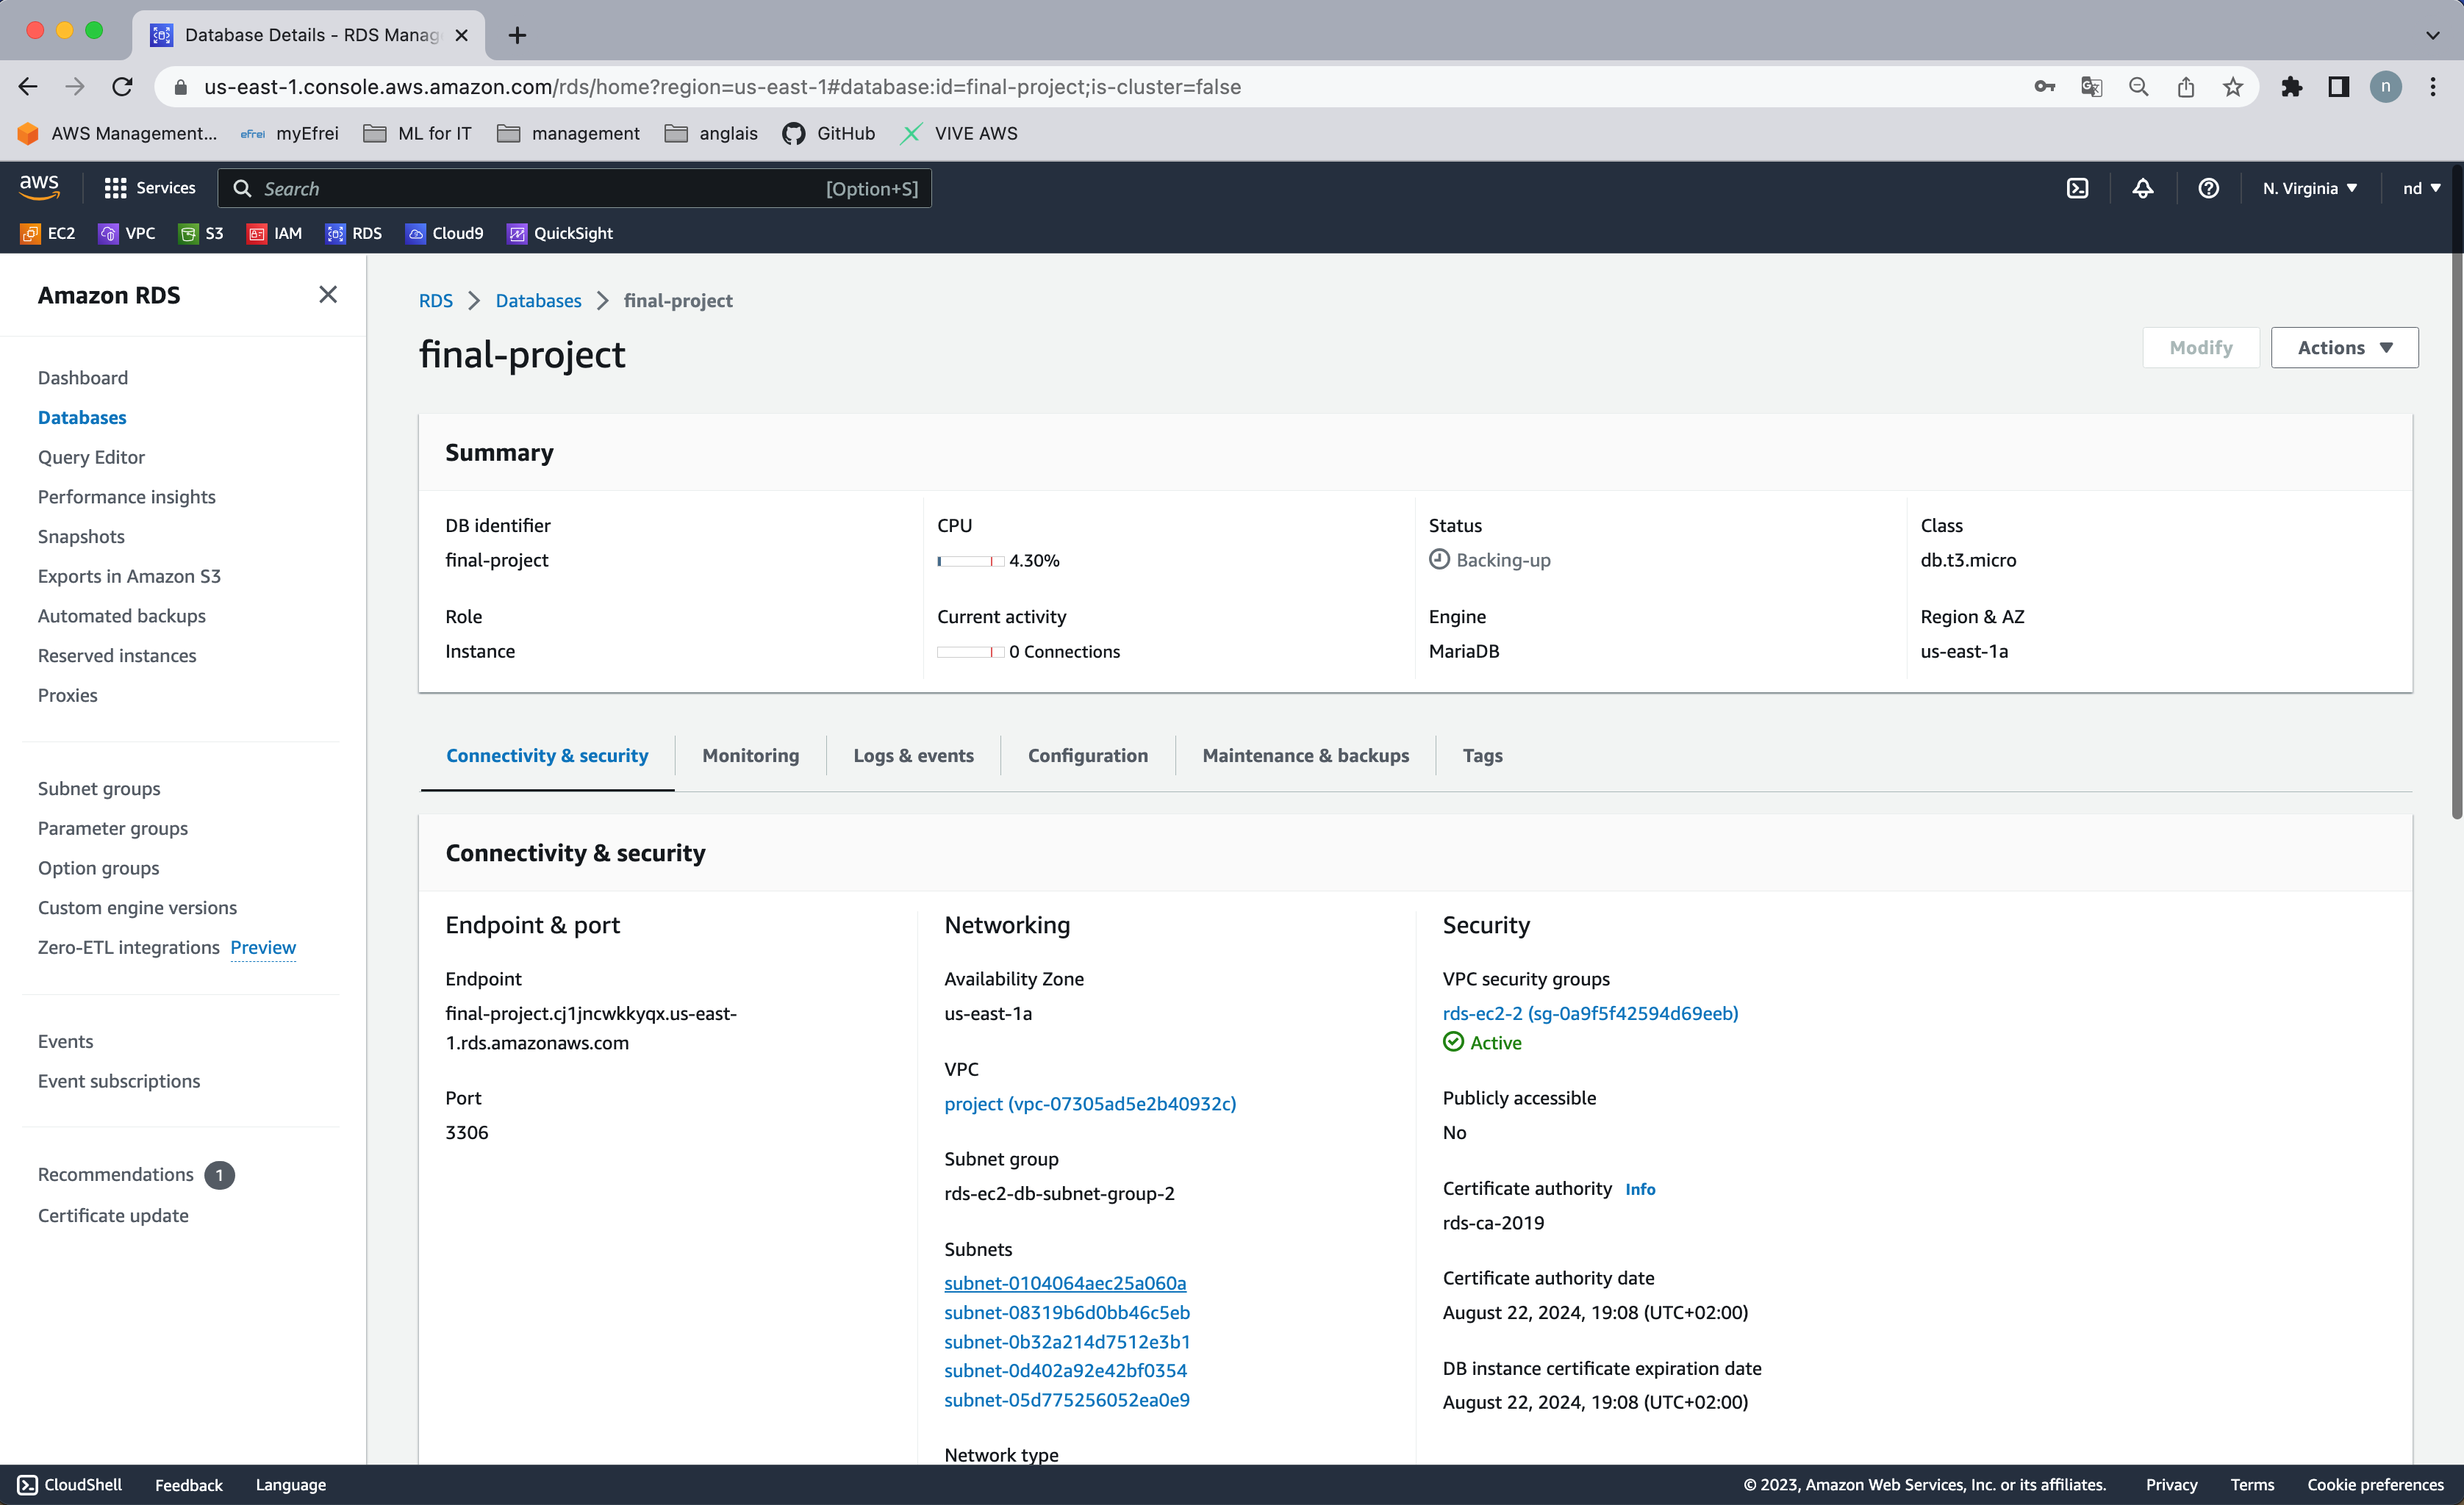 Database Details - RDS Manag
us-east-1.console.aws.amazon.com/rds/home?region=us-east-1#database:id=final-project;is-cluster=false
n
AWS Management...
efrei myEfrei
ML for IT
management
anglais
GitHub
VIVE AWS
aws
Services
Search
[Option+S]
N. Virginia
nd
EC2
VPC
S3
IAM
RDS
Cloud9
QuickSight
Amazon RDS
Dashboard
Databases
Query Editor
Performance insights
Snapshots
Exports in Amazon S3
Automated backups
Reserved instances
Proxies
Subnet groups
Parameter groups
Option groups
Custom engine versions
Zero-ETL integrations Preview
Events
Event subscriptions
Recommendations 1
Certificate update
RDS > Databases > final-project
final-project
Modify
Actions
Summary
DB identifier
final-project
CPU
4.30%
Status
Backing-up
Class
db.t3.micro
Role
Instance
Current activity
0 Connections
Engine
MariaDB
Region & AZ
us-east-1a
Connectivity & security
Monitoring
Logs & events
Configuration
Maintenance & backups
Tags
Connectivity & security
Endpoint & port
Endpoint
final-project.cj1jncwkkyqx.us-east-
1.rds.amazonaws.com
Port
3306
Networking
Availability Zone
us-east-1a
VPC
project (vpc-07305ad5e2b40932c)
Subnet group
rds-ec2-db-subnet-group-2
Subnets
subnet-0104064aec25a060a
subnet-08319b6d0bb46c5eb
subnet-0b32a214d7512e3b1
subnet-0d402a92e42bf0354
subnet-05d775256052ea0e9
Network type
Security
VPC security groups
rds-ec2-2 (sg-0a9f5f42594d69eeb)
Active
Publicly accessible
No
Certificate authority Info
rds-ca-2019
Certificate authority date
August 22, 2024, 19:08 (UTC+02:00)
DB instance certificate expiration date
August 22, 2024, 19:08 (UTC+02:00)
CloudShell
Feedback
Language
© 2023, Amazon Web Services, Inc. or its affiliates.
Privacy
Terms
Cookie preferences